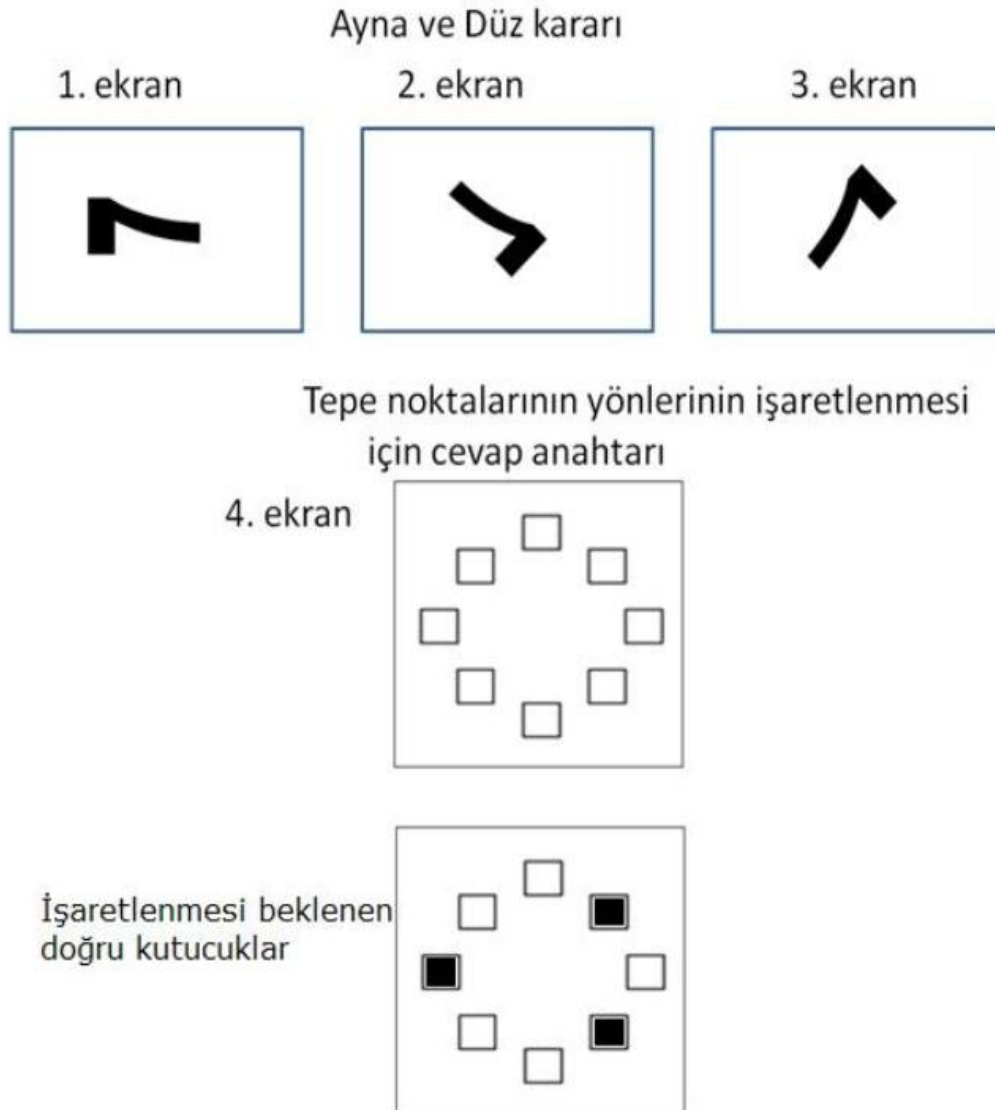 Ayna ve Düz kararı
1. ekran
2. ekran
3. ekran
Tepe noktalarının yönlerinin işaretlenmesi
için cevap anahtarı
4. ekran
İşaretlenmesi beklenen
doğru kutucuklar